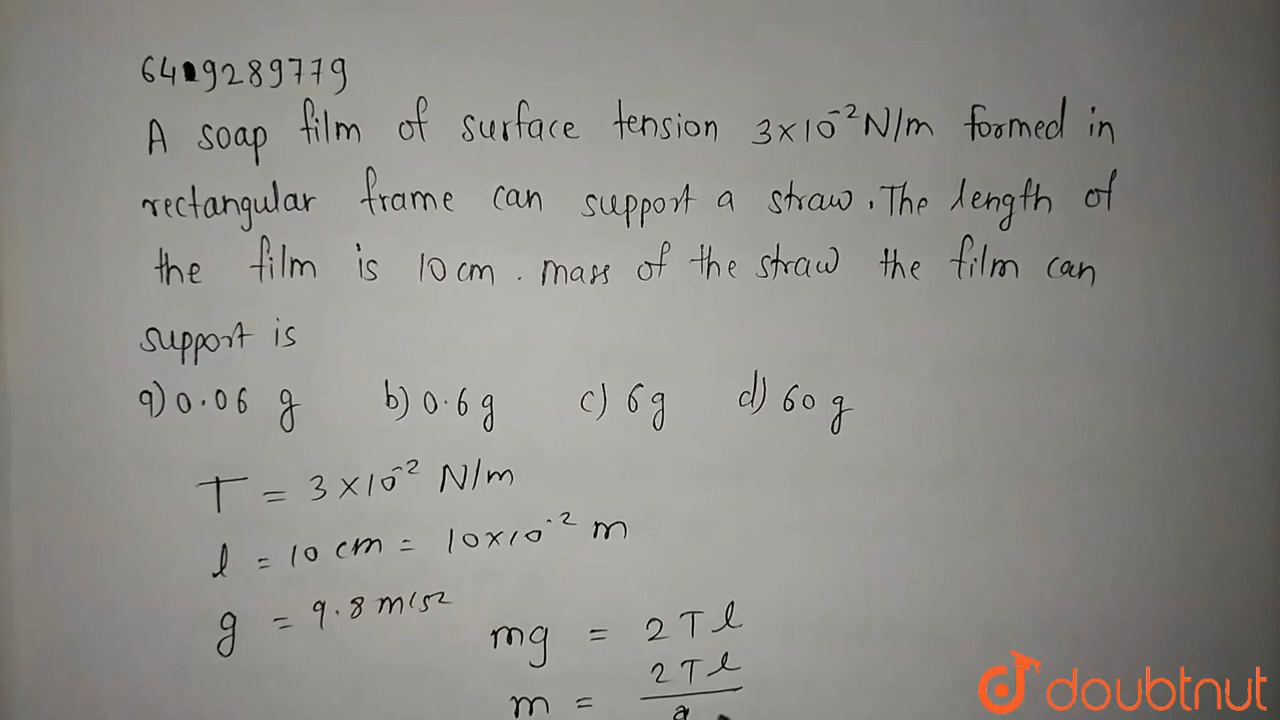 6419289779
A soap film of surface tension 3×10⁻² N/m formed in
rectangular frame can support a straw. The length of
the film is 10 cm. mass of the straw the film can
support is
a) 0.06 g b) 0.6 g c) 6 g d) 60 g
T = 3×10⁻² N/m
l = 10 cm = 10×10⁻² m
g = 9.8 m/s2
mg = 2Tl
m = 2Tl/g
doubtnut